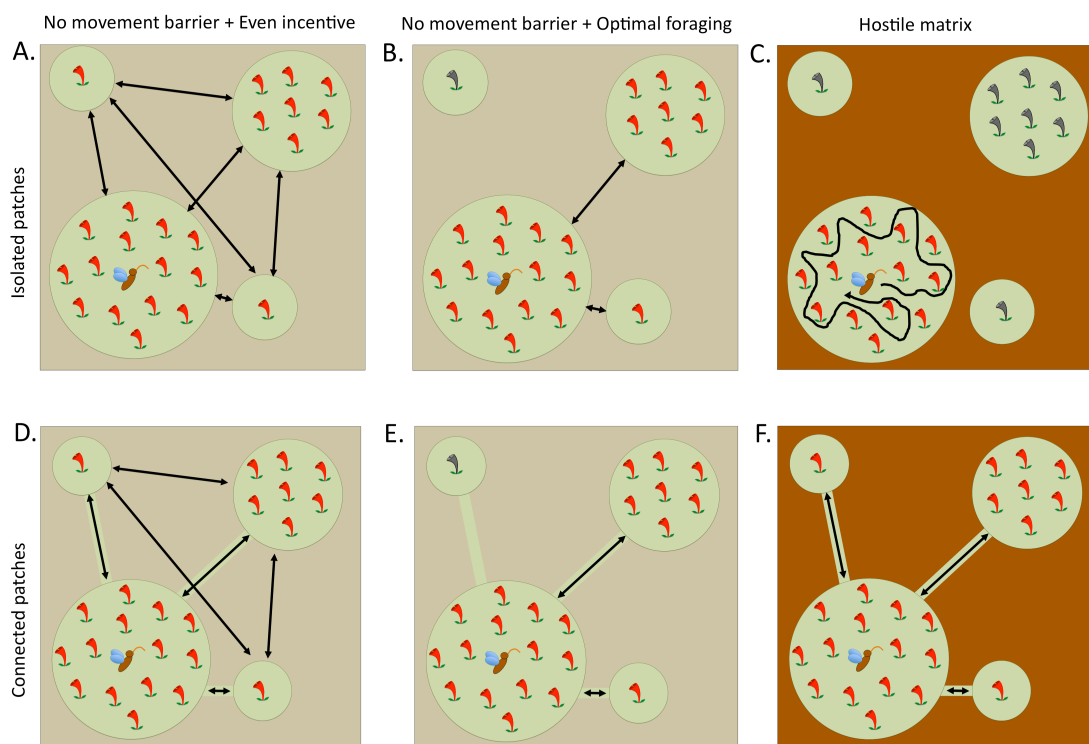 No movement barrier + Even incentive
No movement barrier + Optimal foraging
Hostile matrix
A.
B.
C.
Isolated patches
D.
E.
F.
Connected patches